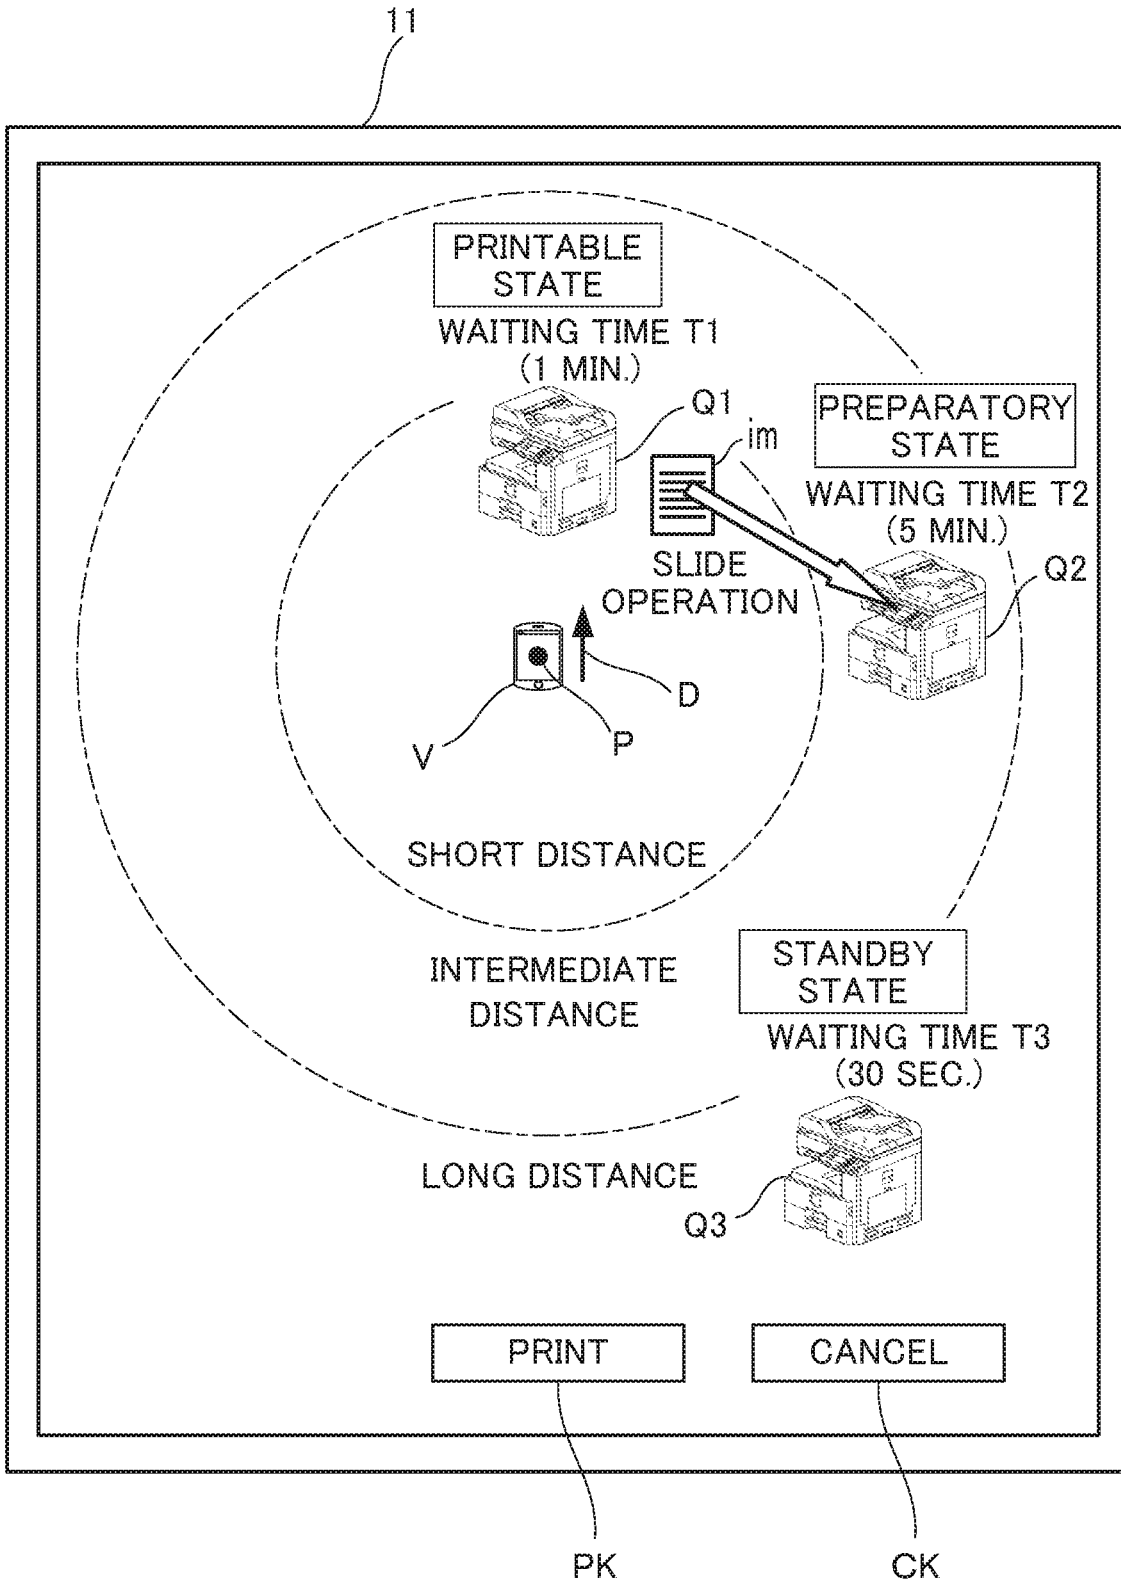 11
PRINTABLE
STATE
WAITING TIME T1
(1 MIN.)
Q1
im
PREPARATORY
STATE
WAITING TIME T2
(5 MIN.)
Q2
SLIDE
OPERATION
D
P
V
SHORT DISTANCE
INTERMEDIATE
DISTANCE
STANDBY
STATE
WAITING TIME T3
(30 SEC.)
LONG DISTANCE
Q3
PRINT
CANCEL
PK
CK